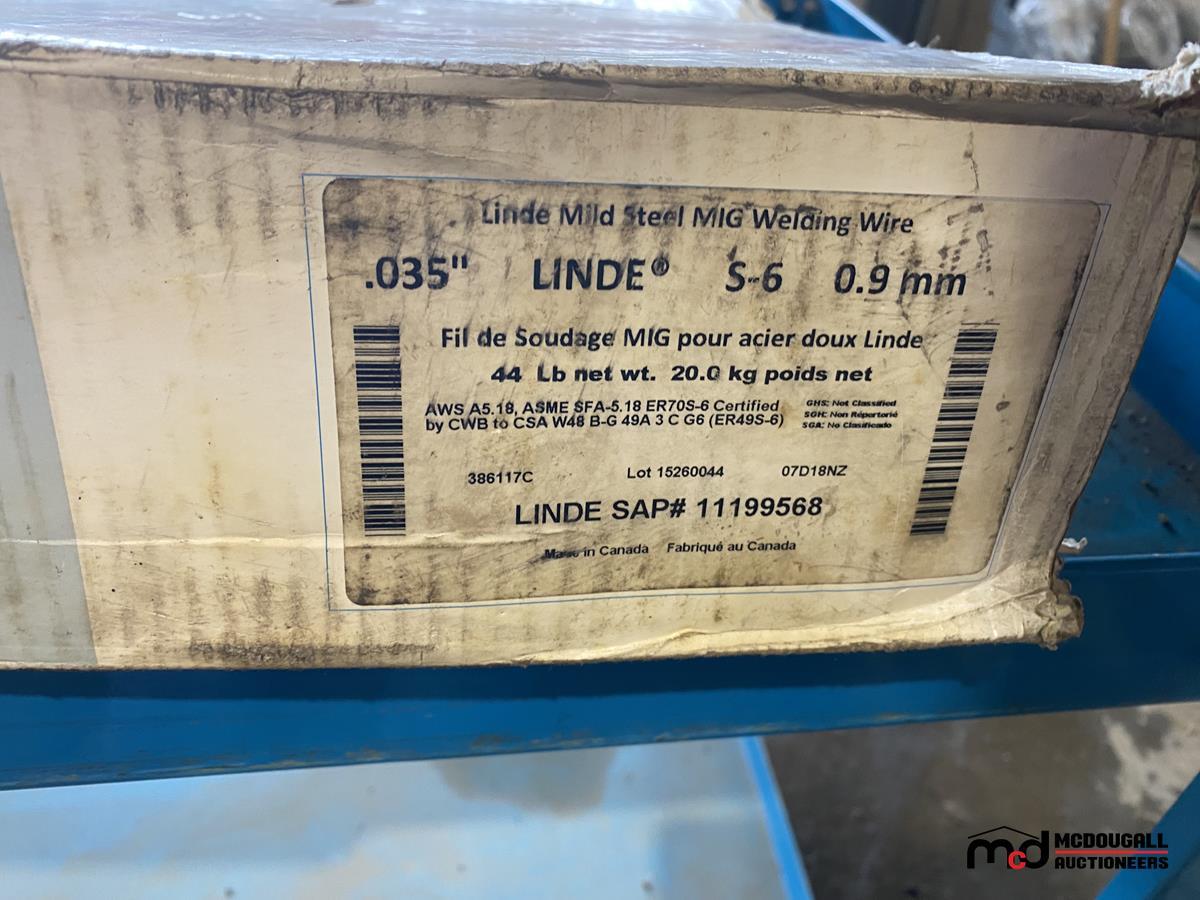 Linde Mild Steel MIG Welding Wire
.035" LINDE® S-6 0.9 mm
Fil de Soudage MIG pour acier doux Linde
44 Lb net wt. 20.0 kg poids net
AWS A5.18, ASME SFA-5.18 ER70S-6 Certified
by CWB to CSA W48 B-G 49A 3 C G6 (ER49S-6)
GHS: Not Classified
SGH: Non Répertorié
SGA: No Clasificado
386117C Lot 15260044 07D18NZ
LINDE SAP# 11199568
Made in Canada Fabriqué au Canada
mcd MCDOUGALL
AUCTIONEERS